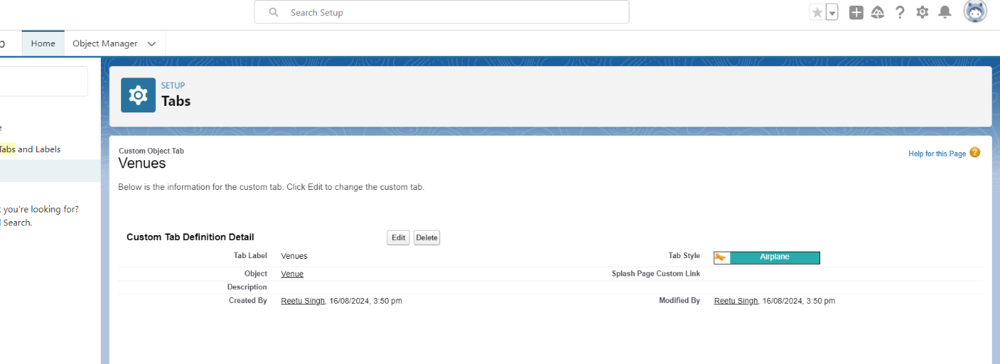 Search Setup
Home
Object Manager
SETUP
Tabs
Tabs and Labels
you're looking for?
Search.
Custom Object Tab
Venues
Help for this Page ?
Below is the information for the custom tab. Click Edit to change the custom tab.
Custom Tab Definition Detail
Edit Delete
Tab Label Venues Tab Style Airplane
Object Venue Splash Page Custom Link
Description
Created By Reetu Singh, 16/08/2024, 3:50 pm Modified By Reetu Singh, 16/08/2024, 3:50 pm